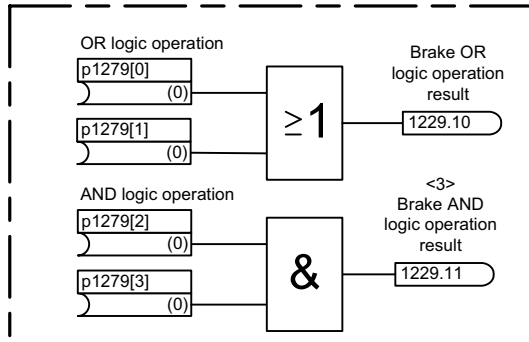 OR logic operation
p1279[0]
(0)
p1279[1]
(0)
≥1
Brake OR
logic operation
result
1229.10
AND logic operation
p1279[2]
(0)
p1279[3]
(0)
&
<3>
Brake AND
logic operation
result
1229.11